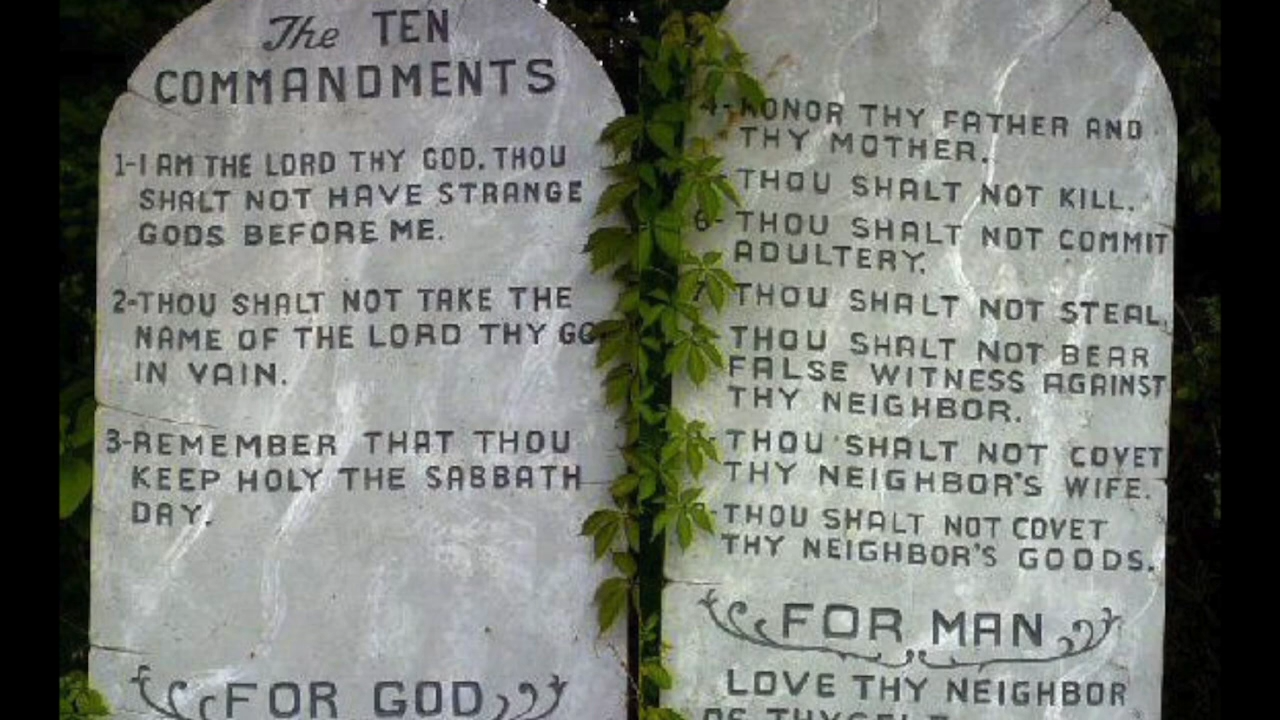 The TEN
COMMANDMENTS
1-I AM THE LORD THY GOD. THOU
SHALT NOT HAVE STRANGE
GODS BEFORE ME.
2-THOU SHALT NOT TAKE THE
NAME OF THE LORD THY GO
IN VAIN.
3-REMEMBER THAT THOU
KEEP HOLY THE SABBATH
DAY.
FOR GOD
4-HONOR THY FATHER AND
THY MOTHER.
THOU SHALT NOT KILL.
6-THOU SHALT NOT COMMIT
ADULTERY.
7 THOU SHALT NOT STEAL.
THOU SHALT NOT BEAR
FALSE WITNESS AGAINST
THY NEIGHBOR.
THOU SHALT NOT COVET
THY NEIGHBOR'S WIFE.
-THOU SHALT NOT COVET
THY NEIGHBOR'S GOODS.
FOR MAN
LOVE THY NEIGHBOR